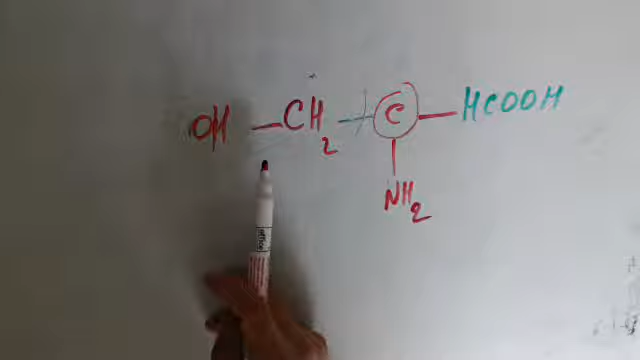 OH — CH2 — C — HCOOH
NH2